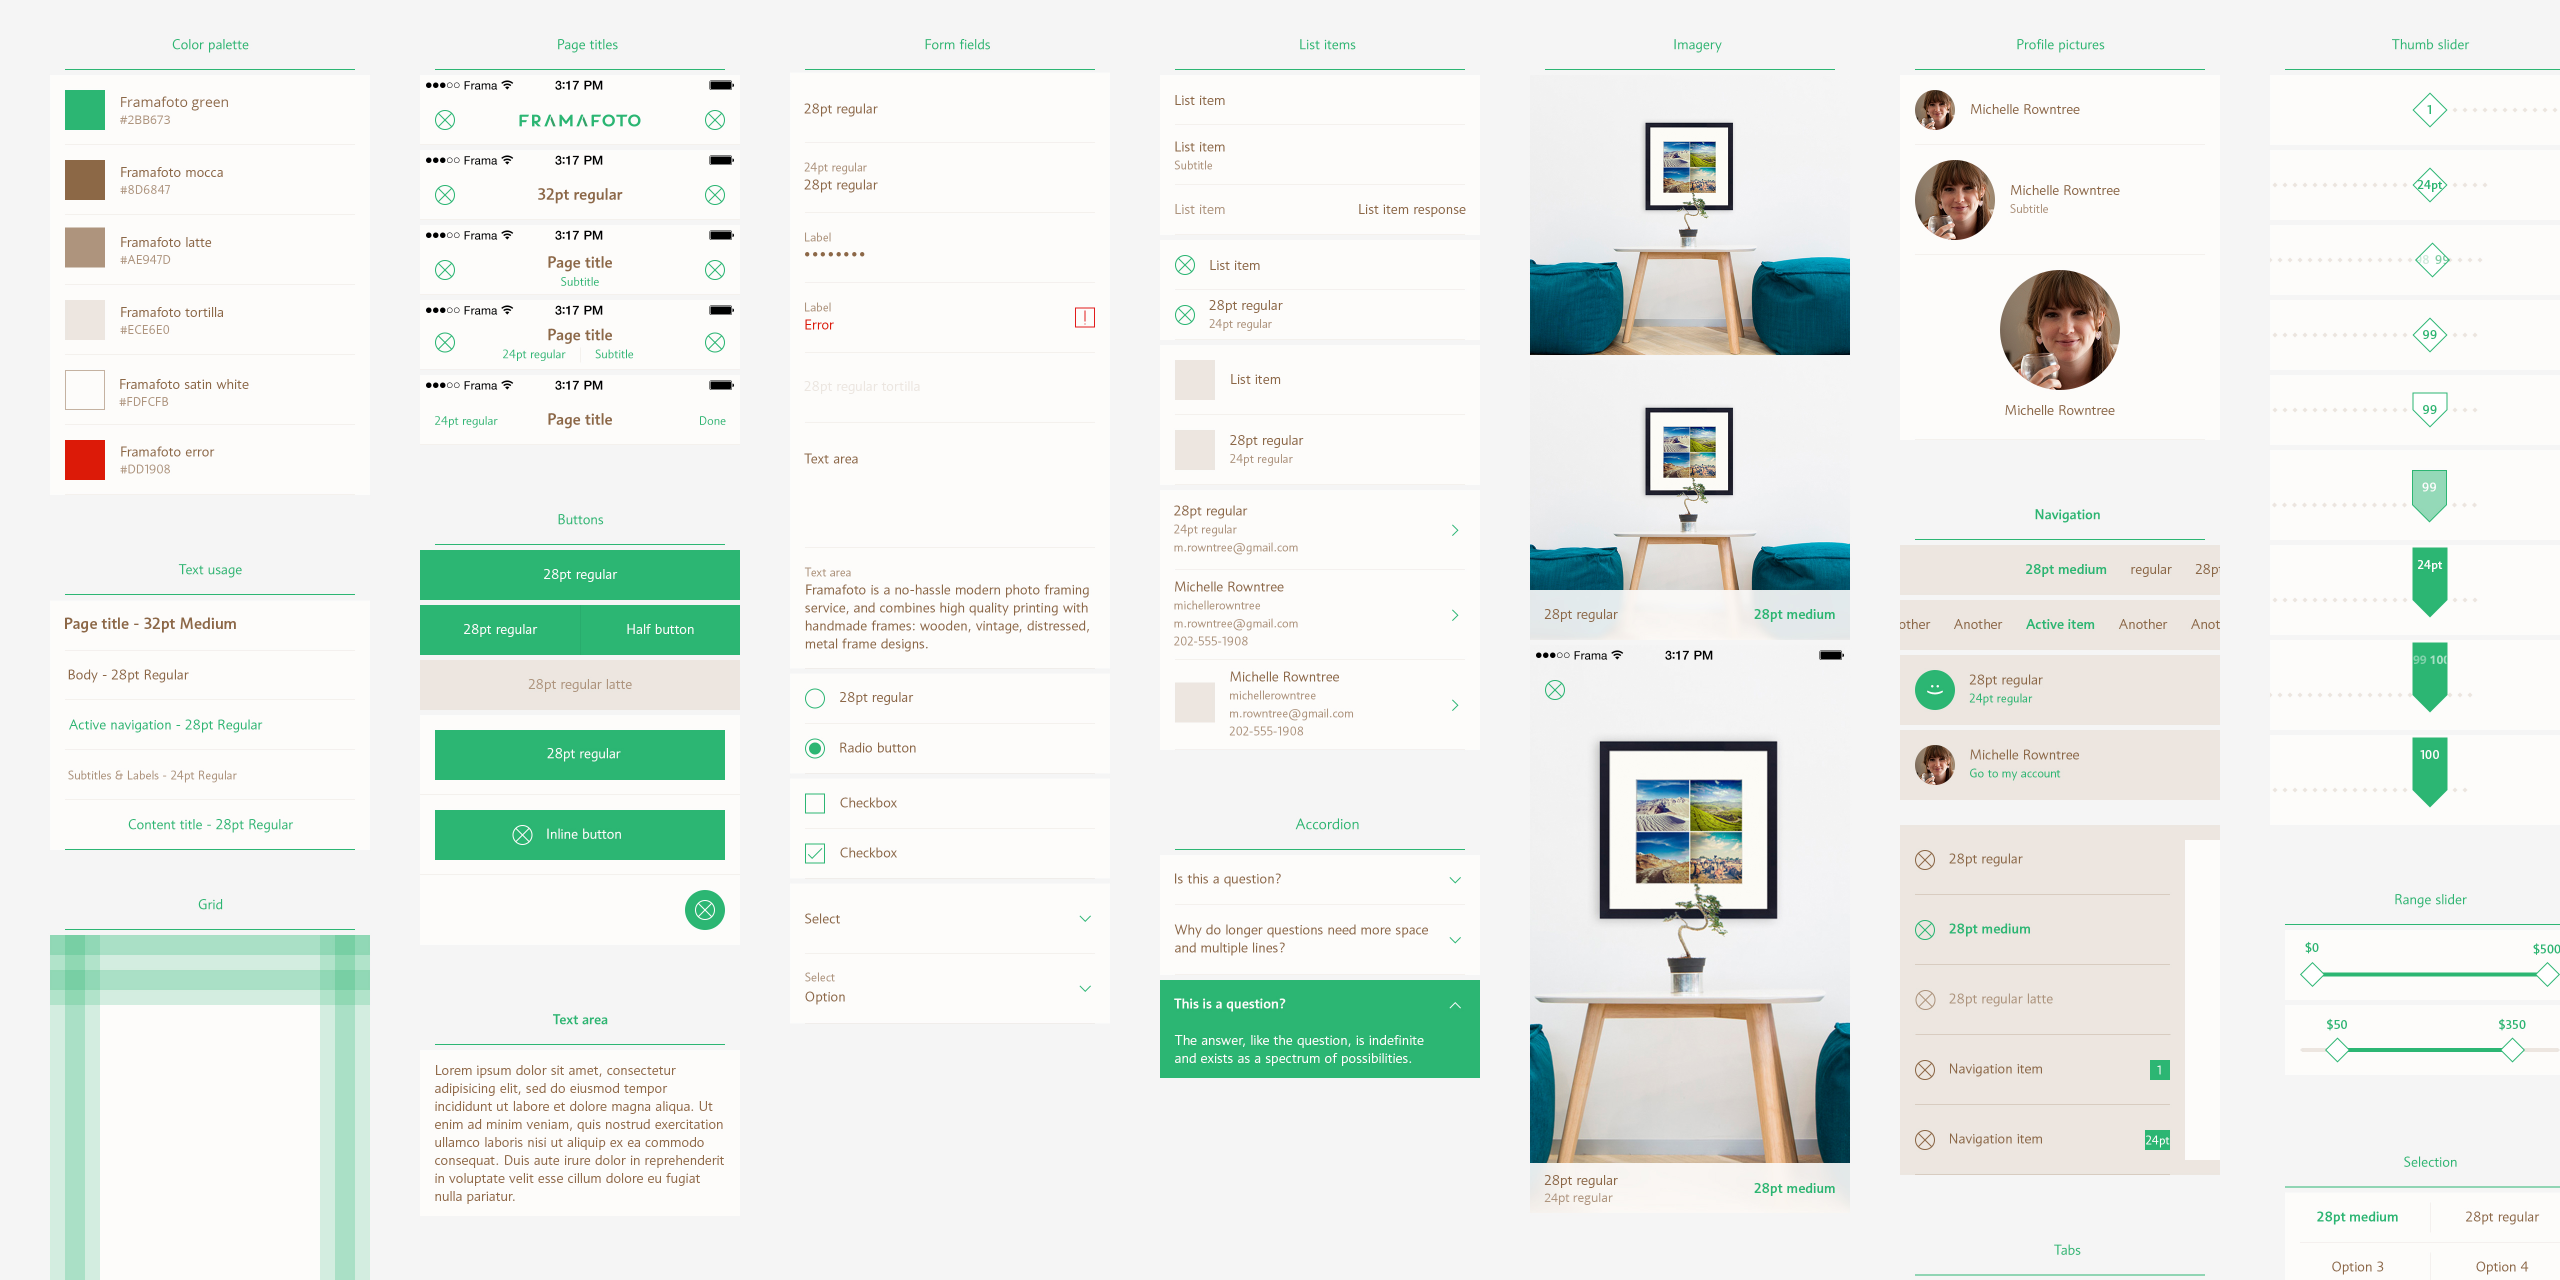 Color palette
Framafoto green
#2BB673
Framafoto mocca
#8D6847
Framafoto latte
#AE947D
Framafoto tortilla
#ECE6E0
Framafoto satin white
#FDFCFB
Framafoto error
#DD1908
Text usage
Page title - 32pt Medium
Body - 28pt Regular
Active navigation - 28pt Regular
Subtitles & Labels - 24pt Regular
Content title - 28pt Regular
Grid
Page titles
Frama 3:17 PM
FRAMAFOTO
Frama 3:17 PM
32pt regular
Frama 3:17 PM
Page title
Subtitle
Frama 3:17 PM
Page title
24pt regular Subtitle
Frama 3:17 PM
24pt regular Page title Done
Buttons
28pt regular
28pt regular Half button
28pt regular latte
28pt regular
Inline button
Text area
Lorem ipsum dolor sit amet, consectetur
adipisicing elit, sed do eiusmod tempor
incididunt ut labore et dolore magna aliqua. Ut
enim ad minim veniam, quis nostrud exercitation
ullamco laboris nisi ut aliquip ex ea commodo
consequat. Duis aute irure dolor in reprehenderit
in voluptate velit esse cillum dolore eu fugiat
nulla pariatur.
Form fields
28pt regular
24pt regular
28pt regular
Label
Label
Error
28pt regular tortilla
Text area
Text area
Framafoto is a no-hassle modern photo framing
service, and combines high quality printing with
handmade frames: wooden, vintage, distressed,
metal frame designs.
28pt regular
Radio button
Checkbox
Checkbox
Select
Select
Option
List items
List item
List item
Subtitle
List item List item response
List item
28pt regular
24pt regular
List item
28pt regular
24pt regular
28pt regular
24pt regular
m.rowntree@gmail.com
Michelle Rowntree
michellerowntree
m.rowntree@gmail.com
202-555-1908
Michelle Rowntree
michellerowntree
m.rowntree@gmail.com
202-555-1908
Accordion
Is this a question?
Why do longer questions need more space
and multiple lines?
This is a question?
The answer, like the question, is indefinite
and exists as a spectrum of possibilities.
Imagery
28pt regular 28pt medium
Frama 3:17 PM
28pt regular
24pt regular
28pt medium
Profile pictures
Michelle Rowntree
Michelle Rowntree
Subtitle
Michelle Rowntree
Navigation
28pt medium regular 28p
other Another Active item Another Anot
28pt regular
24pt regular
Michelle Rowntree
Go to my account
28pt regular
28pt medium
28pt regular latte
Navigation item 1
Navigation item 24pt
Tabs
Thumb slider
1
24pt
8 99
99
99
99
24pt
99 100
100
Range slider
$0 $500
$50 $350
Selection
28pt medium 28pt regular
Option 3 Option 4